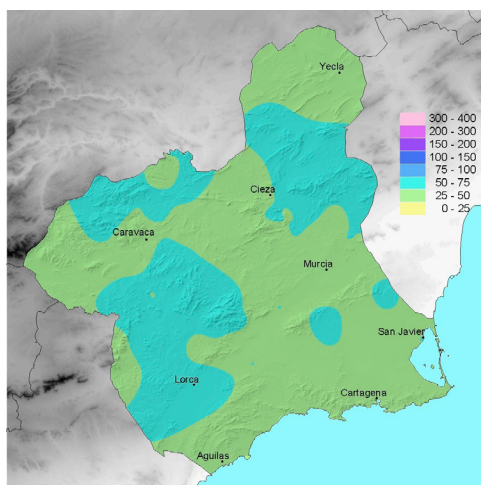 Yecla
300 - 400
200 - 300
150 - 200
100 - 150
75 - 100
50 - 75
25 - 50
0 - 25
Cieza
Caravaca
Murcia
San Javier
Lorca
Cartagena
Aguilas